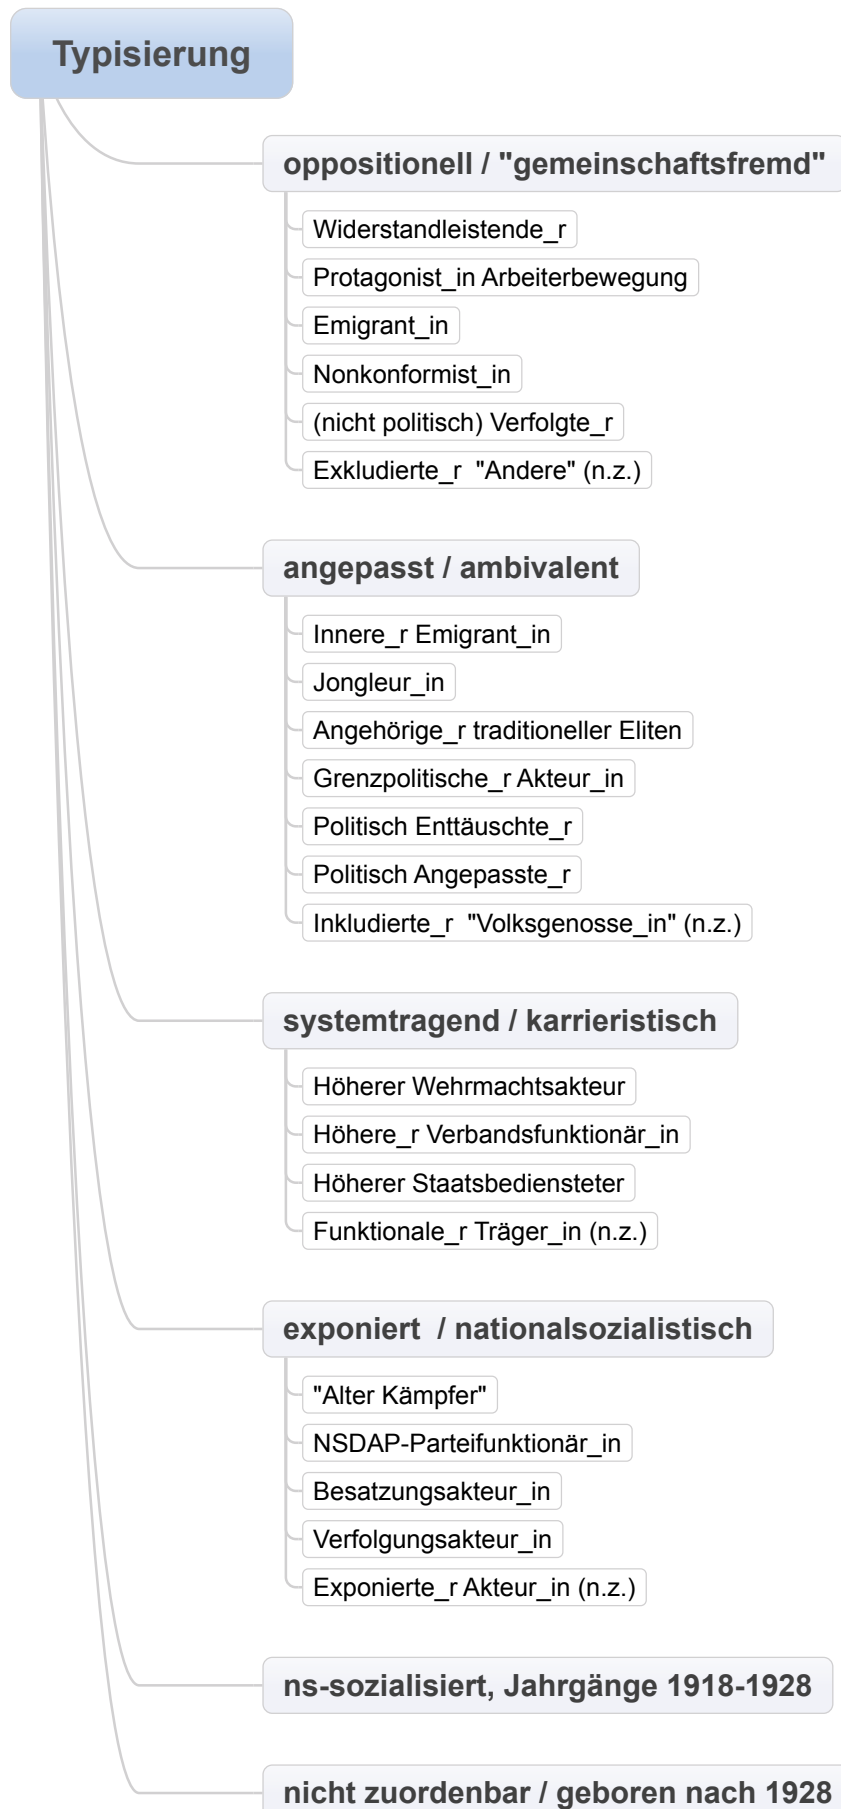 Typisierung
oppositionell / "gemeinschaftsfremd"
Widerstandleistende_r
Protagonist_in Arbeiterbewegung
Emigrant_in
Nonkonformist_in
(nicht politisch) Verfolgte_r
Exkludierte_r  "Andere" (n.z.)
angepasst / ambivalent
Innere_r Emigrant_in
Jongleur_in
Angehörige_r traditioneller Eliten
Grenzpolitische_r Akteur_in
Politisch Enttäuschte_r
Politisch Angepasste_r
Inkludierte_r  "Volksgenosse_in" (n.z.)
systemtragend / karrieristisch
Höherer Wehrmachtsakteur
Höhere_r Verbandsfunktionär_in
Höherer Staatsbediensteter
Funktionale_r Träger_in (n.z.)
exponiert  / nationalsozialistisch
"Alter Kämpfer"
NSDAP-Parteifunktionär_in
Besatzungsakteur_in
Verfolgungsakteur_in
Exponierte_r Akteur_in (n.z.)
ns-sozialisiert, Jahrgänge 1918-1928
nicht zuordenbar / geboren nach 1928